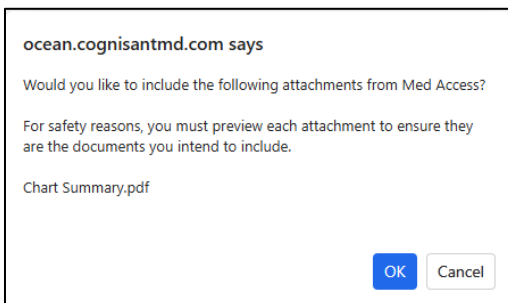 ocean.cognisantmd.com says
Would you like to include the following attachments from Med Access?
For safety reasons, you must preview each attachment to ensure they
are the documents you intend to include.
Chart Summary.pdf
OK
Cancel